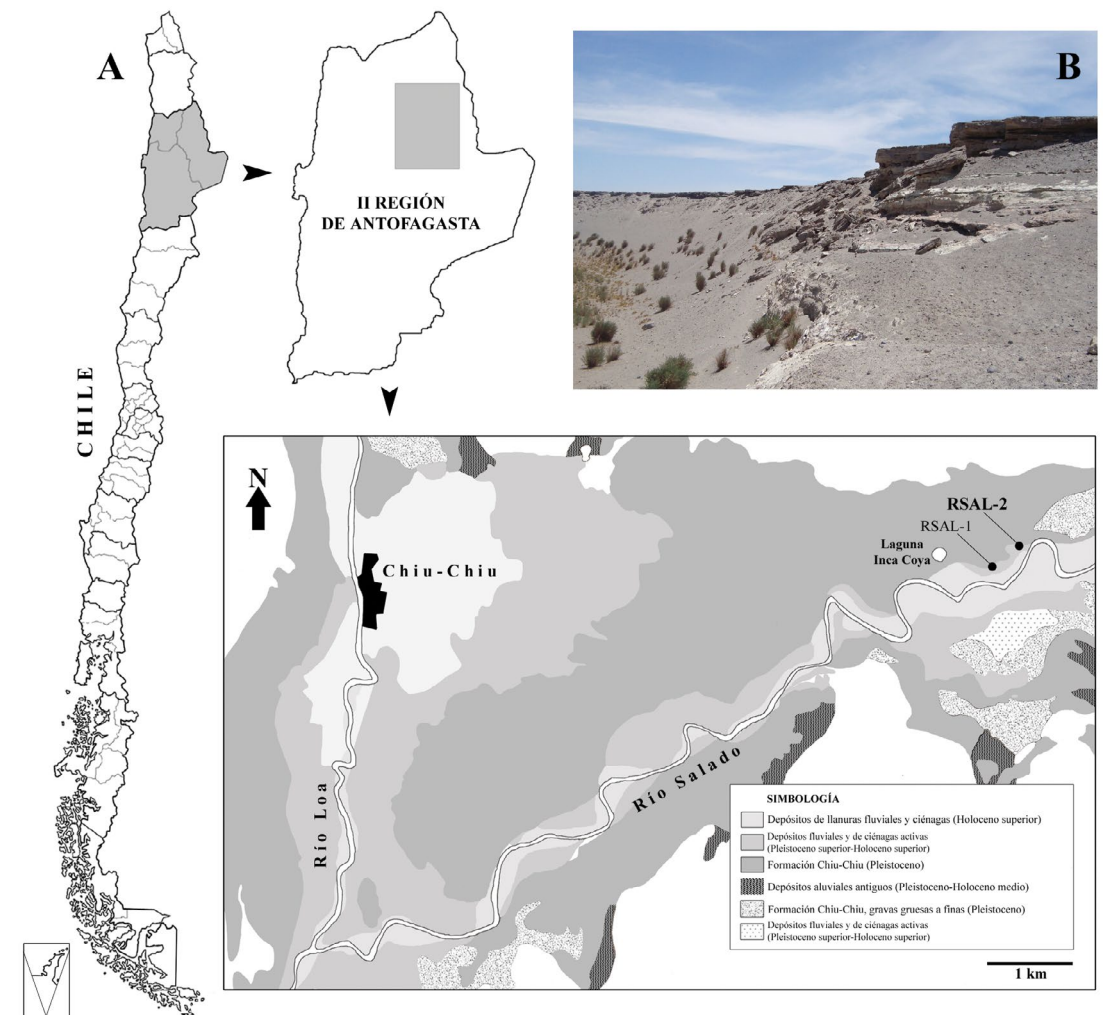 A
B
CHILE
II REGIÓN
DE ANTOFAGASTA
N
Chiu-Chiu
RSAL-2
RSAL-1
Laguna
Inca Coya
Río Loa
Río Salado
SIMBOLOGÍA
Depósitos de llanuras fluviales y ciénagas (Holoceno superior)
Depósitos fluviales y de ciénagas activas
(Pleistoceno superior-Holoceno superior)
Formación Chiu-Chiu (Pleistoceno)
Depósitos aluviales antiguos (Pleistoceno-Holoceno medio)
Formación Chiu-Chiu, gravas gruesas a finas (Pleistoceno)
Depósitos fluviales y de ciénagas activas
(Pleistoceno superior-Holoceno superior)
1 km